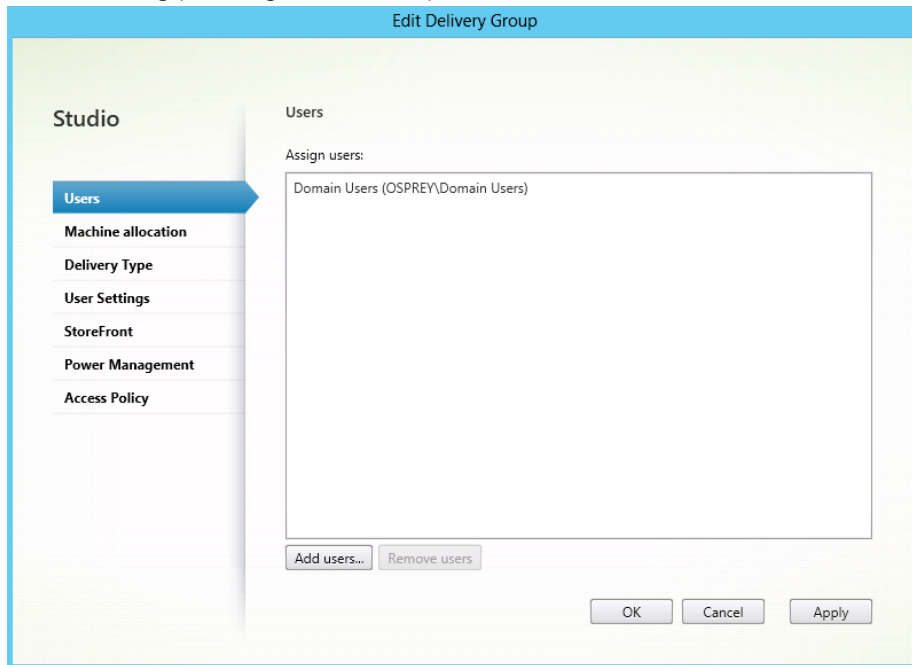 Edit Delivery Group
Studio
Users
Machine allocation
Delivery Type
User Settings
StoreFront
Power Management
Access Policy
Users
Assign users:
Domain Users (OSPREY\Domain Users)
Add users... Remove users
OK Cancel Apply